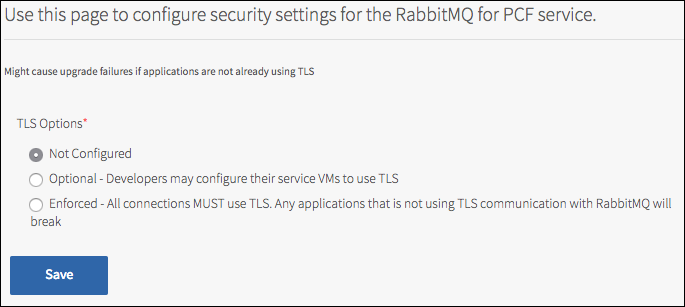 Use this page to configure security settings for the RabbitMQ for PCF service.
Might cause upgrade failures if applications are not already using TLS
TLS Options*
Not Configured
Optional - Developers may configure their service VMs to use TLS
Enforced - All connections MUST use TLS. Any applications that is not using TLS communication with RabbitMQ will
break
Save